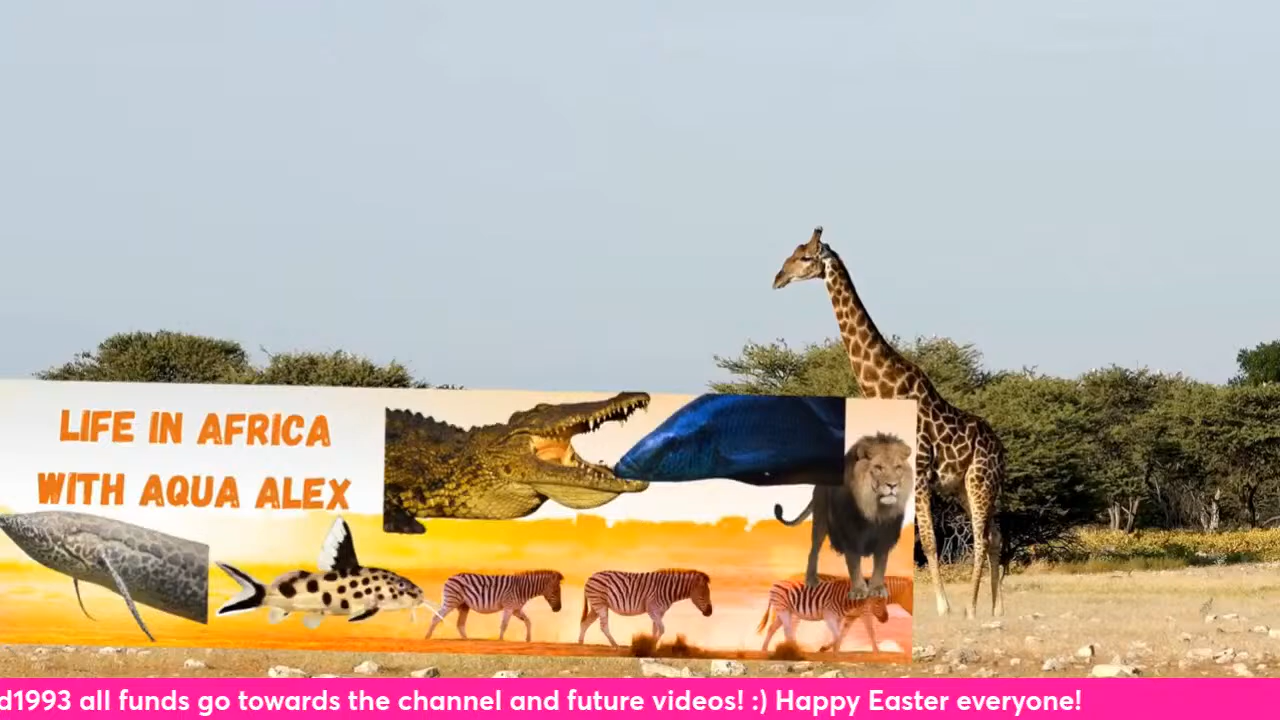 LIFE IN AFRICA
WITH AQUA ALEX
d1993 all funds go towards the channel and future videos! :) Happy Easter everyone!